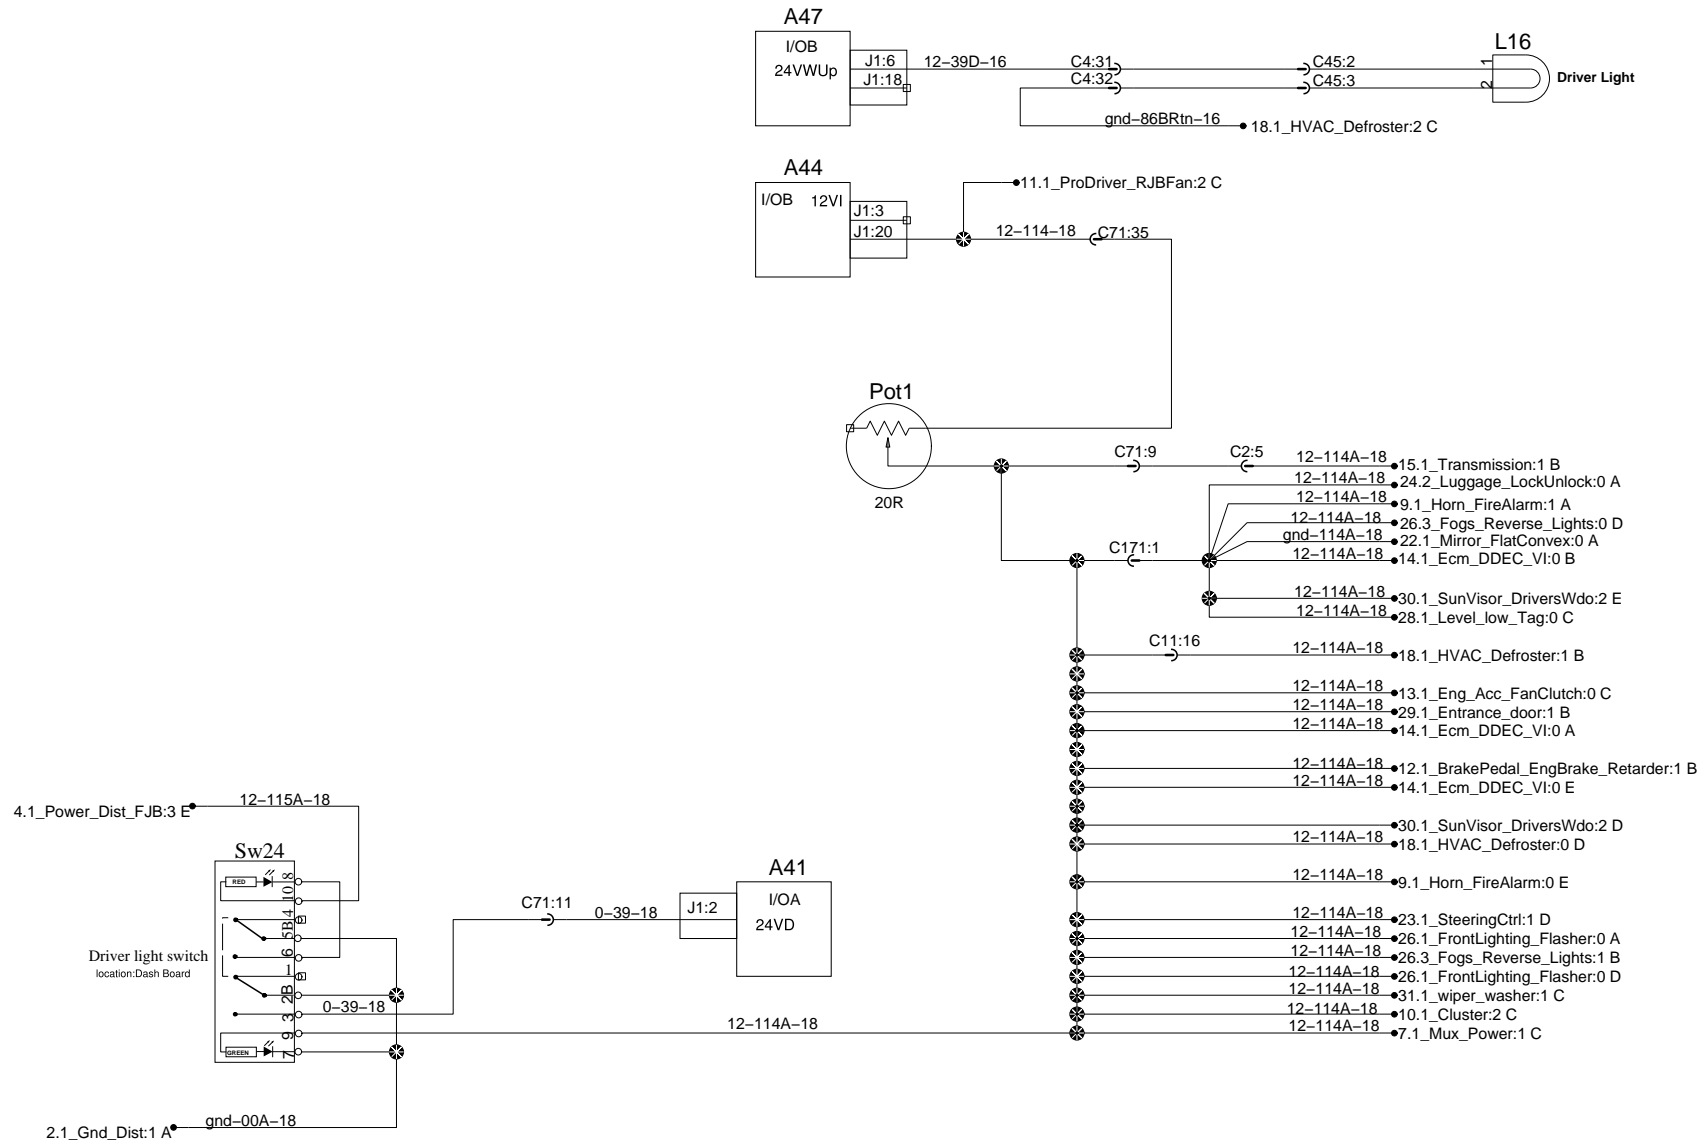 A47
I/OB
24VWUp
J1:6
J1:18
12-39D-16
C4:31
C4:32
C45:2
C45:3
L16
1
2
Driver Light
gnd-86BRtn-16
18.1_HVAC_Defroster:2 C
A44
I/OB 12VI
J1:3
J1:20
11.1_ProDriver_RJBFan:2 C
12-114-18
C71:35
Pot1
20R
C71:9
C2:5
12-114A-18
15.1_Transmission:1 B
12-114A-18
24.2_Luggage_LockUnlock:0 A
12-114A-18
9.1_Horn_FireAlarm:1 A
12-114A-18
26.3_Fogs_Reverse_Lights:0 D
gnd-114A-18
22.1_Mirror_FlatConvex:0 A
C171:1
12-114A-18
14.1_Ecm_DDEC_VI:0 B
12-114A-18
30.1_SunVisor_DriversWdo:2 E
12-114A-18
28.1_Level_low_Tag:0 C
C11:16
12-114A-18
18.1_HVAC_Defroster:1 B
12-114A-18
13.1_Eng_Acc_FanClutch:0 C
12-114A-18
29.1_Entrance_door:1 B
12-114A-18
14.1_Ecm_DDEC_VI:0 A
12-114A-18
12.1_BrakePedal_EngBrake_Retarder:1 B
12-114A-18
14.1_Ecm_DDEC_VI:0 E
30.1_SunVisor_DriversWdo:2 D
12-114A-18
18.1_HVAC_Defroster:0 D
12-114A-18
9.1_Horn_FireAlarm:0 E
12-114A-18
23.1_SteeringCtrl:1 D
12-114A-18
26.1_FrontLighting_Flasher:0 A
12-114A-18
26.3_Fogs_Reverse_Lights:1 B
12-114A-18
26.1_FrontLighting_Flasher:0 D
12-114A-18
31.1_wiper_washer:1 C
12-114A-18
10.1_Cluster:2 C
12-114A-18
7.1_Mux_Power:1 C
4.1_Power_Dist_FJB:3 E
12-115A-18
Sw24
RED
8
10
4
5B
6
1
2B
3
9
7
GREEN
Driver light switch
location:Dash Board
0-39-18
C71:11
0-39-18
J1:2
A41
I/OA
24VD
12-114A-18
gnd-00A-18
2.1_Gnd_Dist:1 A